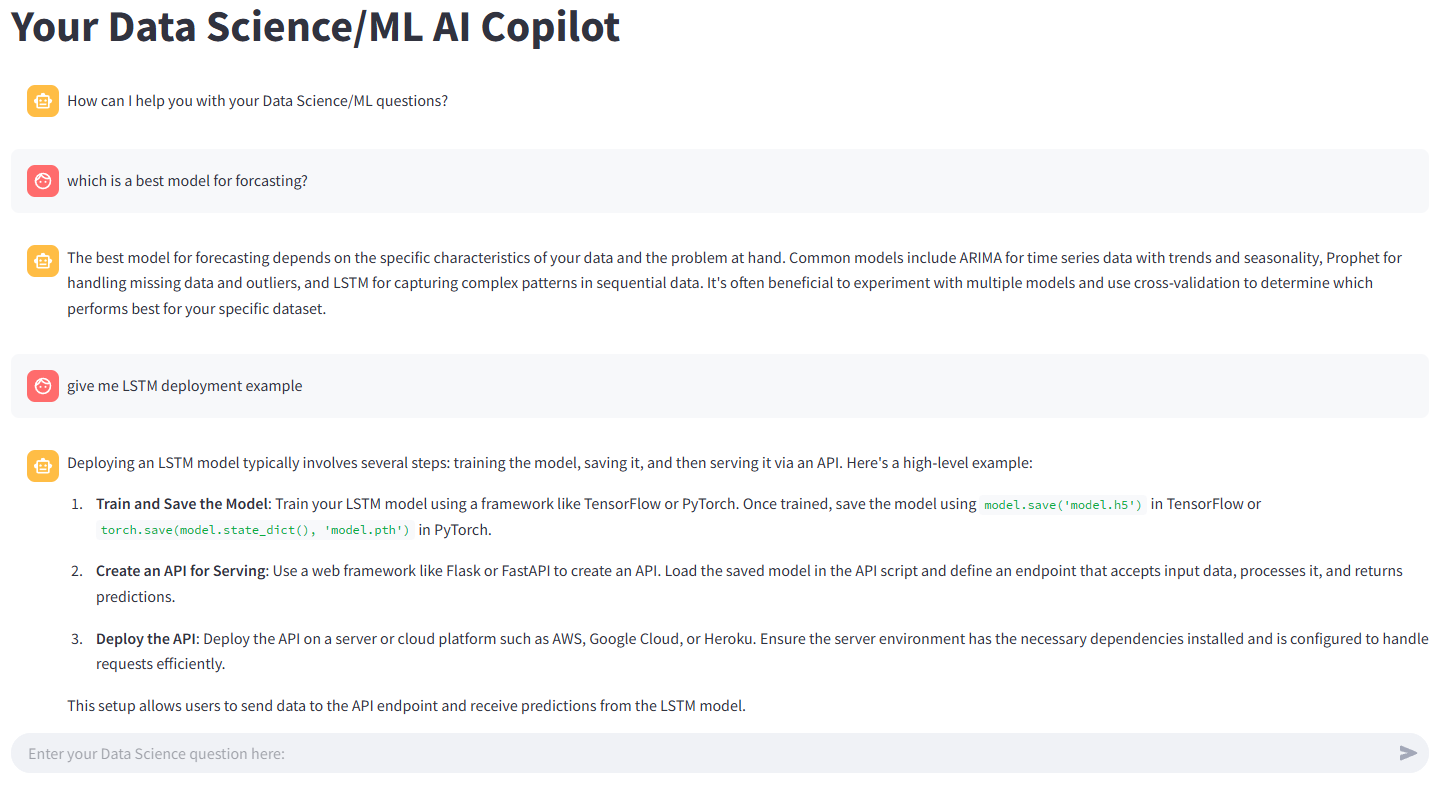 Your Data Science/ML AI Copilot
How can I help you with your Data Science/ML questions?
which is a best model for forcasting?
The best model for forecasting depends on the specific characteristics of your data and the problem at hand. Common models include ARIMA for time series data with trends and seasonality, Prophet for
handling missing data and outliers, and LSTM for capturing complex patterns in sequential data. It's often beneficial to experiment with multiple models and use cross-validation to determine which
performs best for your specific dataset.
give me LSTM deployment example
Deploying an LSTM model typically involves several steps: training the model, saving it, and then serving it via an API. Here's a high-level example:
1. Train and Save the Model: Train your LSTM model using a framework like TensorFlow or PyTorch. Once trained, save the model using model.save('model.h5') in TensorFlow or
torch.save(model.state_dict(), 'model.pth') in PyTorch.
2. Create an API for Serving: Use a web framework like Flask or FastAPI to create an API. Load the saved model in the API script and define an endpoint that accepts input data, processes it, and returns
predictions.
3. Deploy the API: Deploy the API on a server or cloud platform such as AWS, Google Cloud, or Heroku. Ensure the server environment has the necessary dependencies installed and is configured to handle
requests efficiently.
This setup allows users to send data to the API endpoint and receive predictions from the LSTM model.
Enter your Data Science question here: